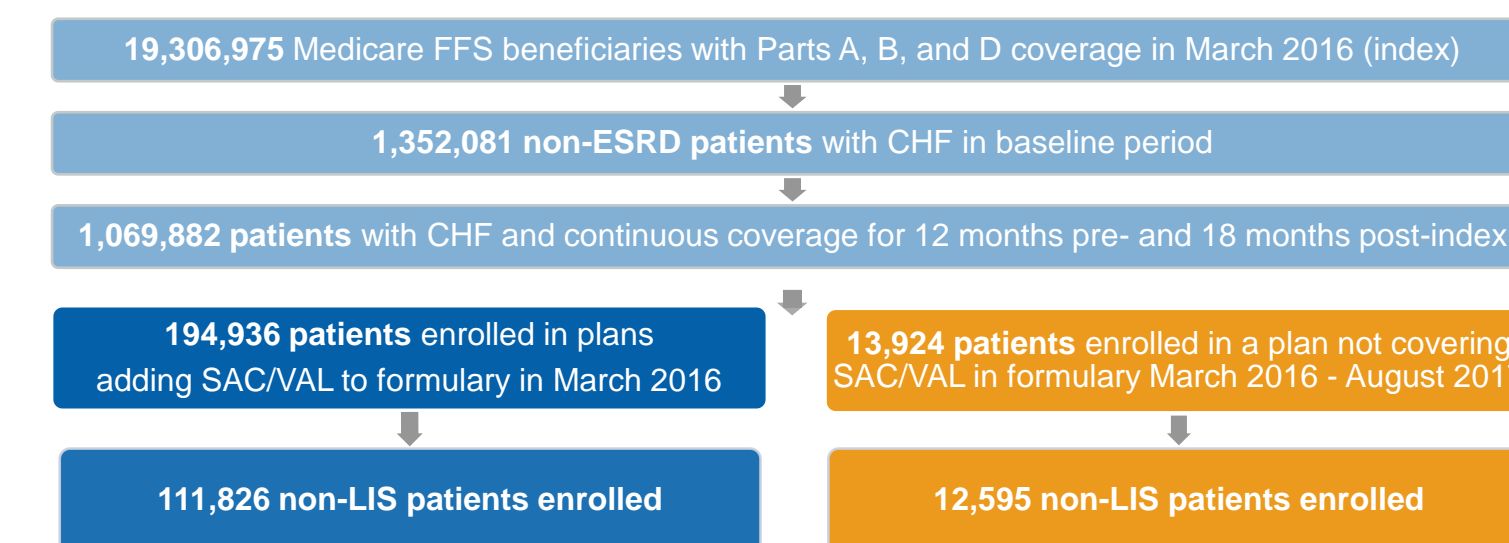 19,306,975 Medicare FFS beneficiaries with Parts A, B, and D coverage in March 2016 (index)
1,352,081 non-ESRD patients with CHF in baseline period
1,069,882 patients with CHF and continuous coverage for 12 months pre- and 18 months post-index
194,936 patients enrolled in plans
adding SAC/VAL to formulary in March 2016
13,924 patients enrolled in a plan not covering
SAC/VAL in formulary March 2016 - August 2017
111,826 non-LIS patients enrolled
12,595 non-LIS patients enrolled